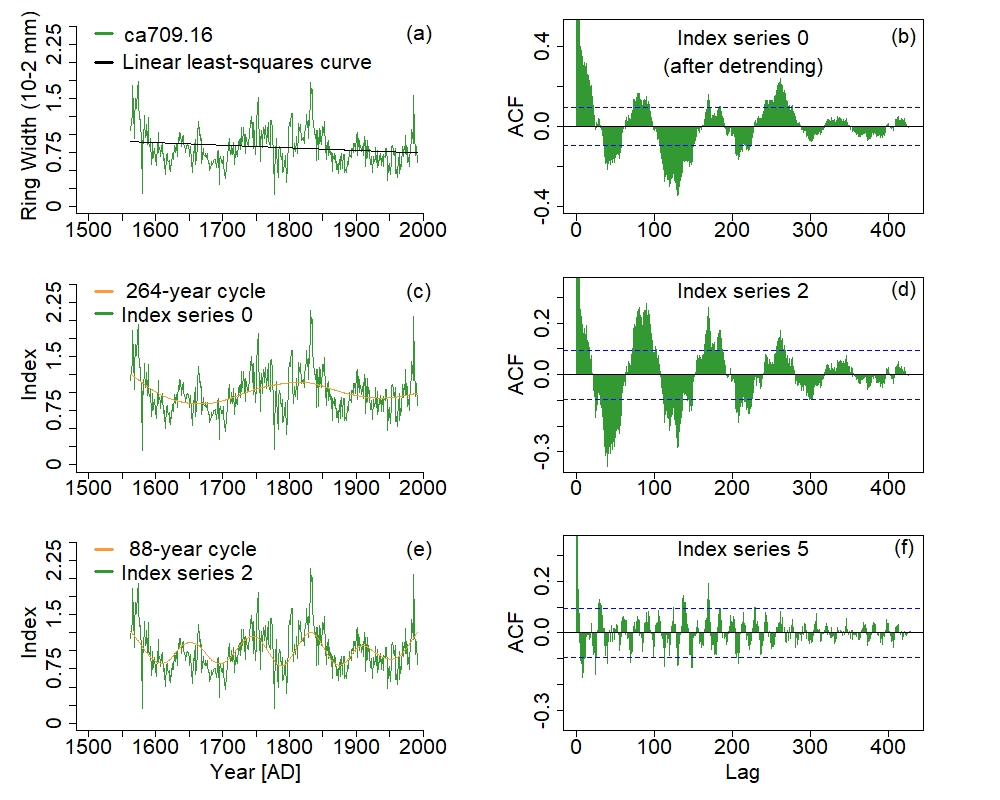 Ring Width (10-2 mm)
0 0.75 1.5 2.25
ca709.16
Linear least-squares curve
(a)
1500 1600 1700 1800 1900 2000
ACF
-0.4 0.0 0.4
Index series 0
(after detrending)
(b)
0 100 200 300 400
Index
0 0.75 1.5 2.25
264-year cycle
Index series 0
(c)
1500 1600 1700 1800 1900 2000
ACF
-0.3 0.0 0.2
Index series 2
(d)
0 100 200 300 400
Index
0 0.75 1.5 2.25
88-year cycle
Index series 2
(e)
1500 1600 1700 1800 1900 2000
Year [AD]
ACF
-0.3 0.0 0.2
Index series 5
(f)
0 100 200 300 400
Lag